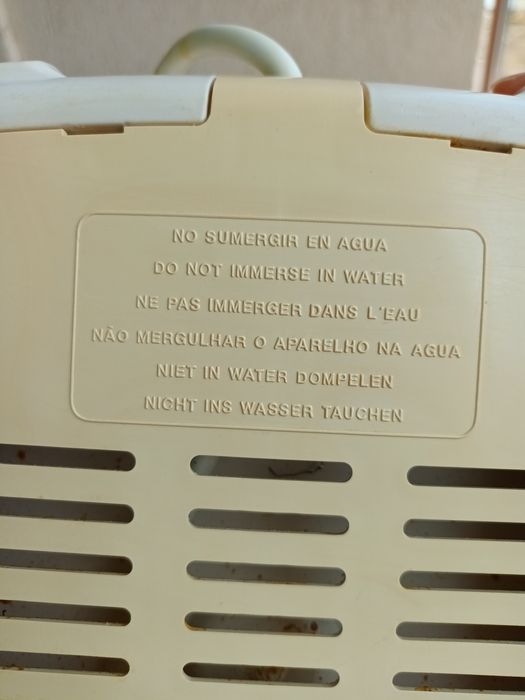 NO SUMERGIR EN AGUA
DO NOT IMMERSE IN WATER
NE PAS IMMERGER DANS L'EAU
NÃO MERGULHAR O APARELHO NA AGUA
NIET IN WATER DOMPELEN
NICHT INS WASSER TAUCHEN